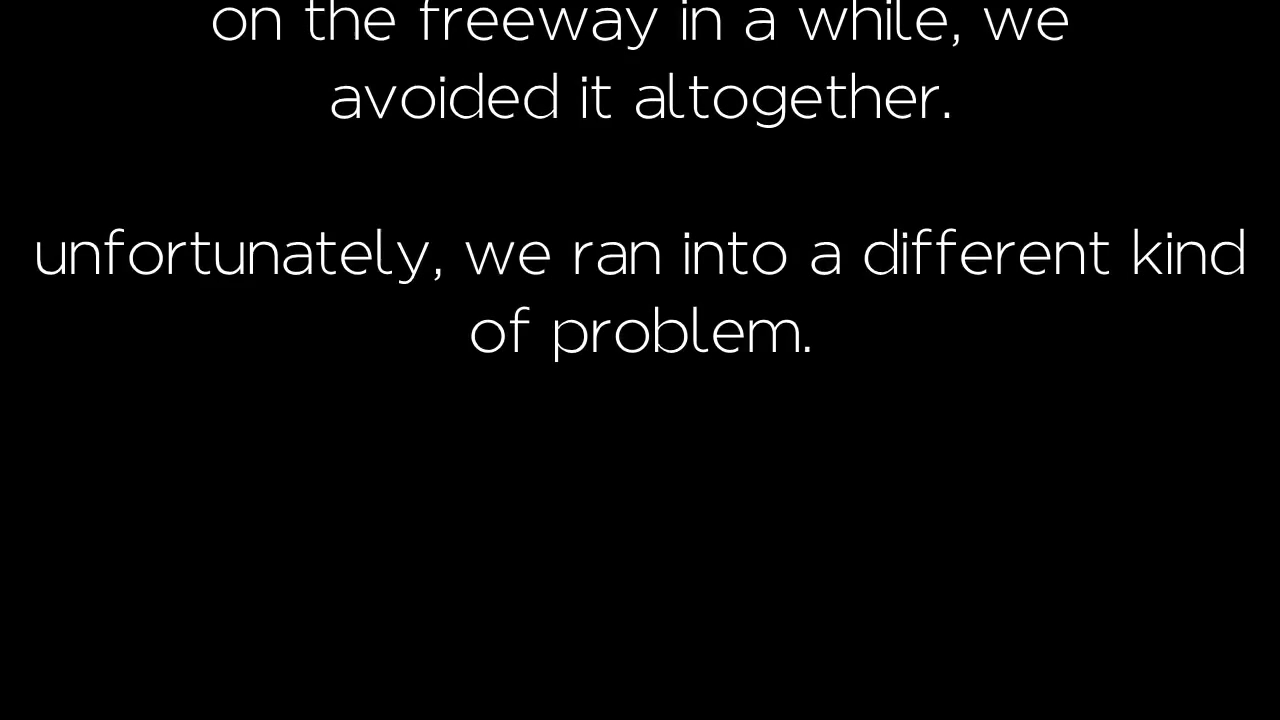 on the freeway in a while, we
avoided it altogether.
unfortunately, we ran into a different kind
of problem.